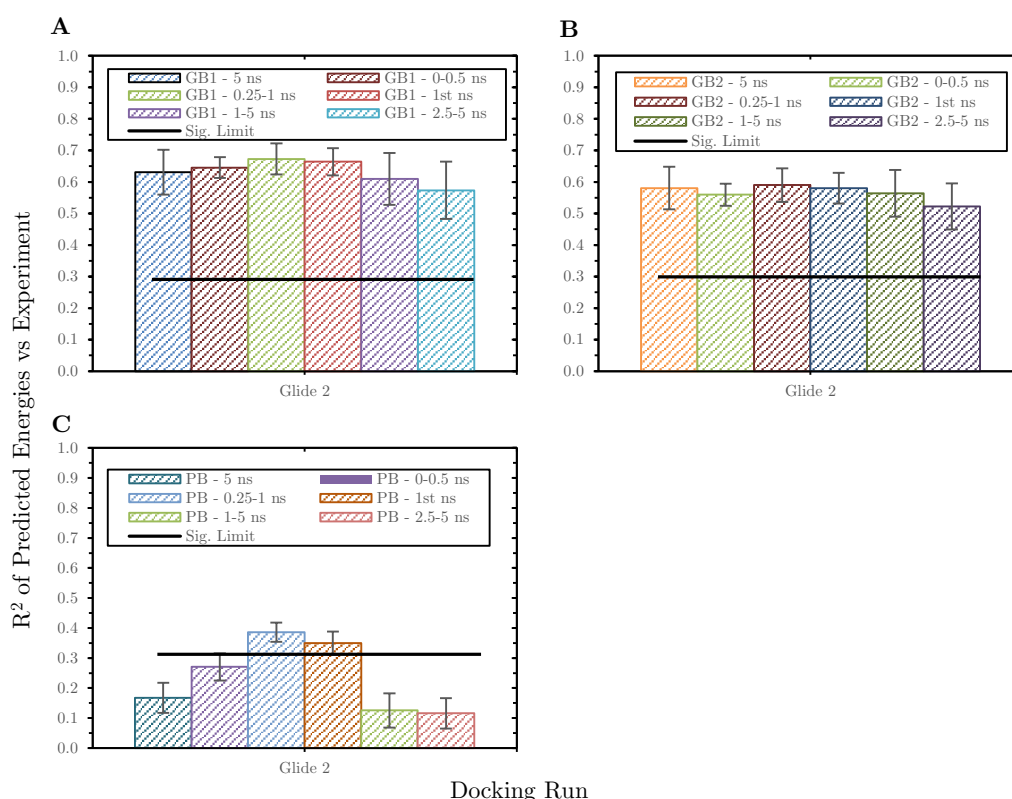 A
1.0
0.9
0.8
0.7
0.6
0.5
0.4
0.3
0.2
0.1
0.0
GB1 - 5 ns GB1 - 0-0.5 ns
GB1 - 0.25-1 ns GB1 - 1st ns
GB1 - 1-5 ns GB1 - 2.5-5 ns
Sig. Limit
Glide 2
B
1.0
0.9
0.8
0.7
0.6
0.5
0.4
0.3
0.2
0.1
0.0
GB2 - 5 ns GB2 - 0-0.5 ns
GB2 - 0.25-1 ns GB2 - 1st ns
GB2 - 1-5 ns GB2 - 2.5-5 ns
Sig. Limit
Glide 2
C
1.0
0.9
0.8
0.7
0.6
0.5
0.4
0.3
0.2
0.1
0.0
PB - 5 ns PB - 0-0.5 ns
PB - 0.25-1 ns PB - 1st ns
PB - 1-5 ns PB - 2.5-5 ns
Sig. Limit
Glide 2
R² of Predicted Energies vs Experiment
Docking Run